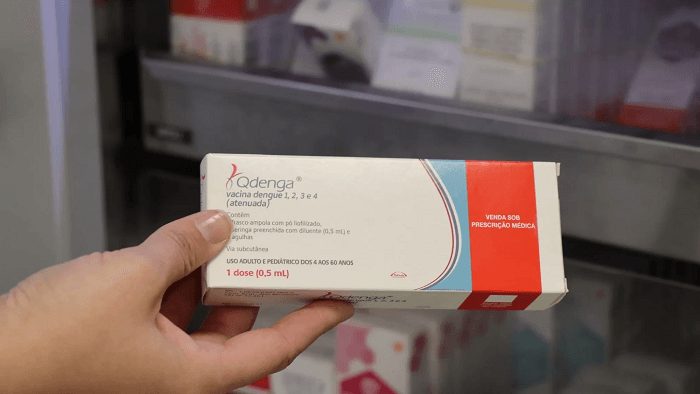 Qdenga®
vacina dengue 1, 2, 3 e 4
(atenuada)
Contém
frasco-ampola com pó liofilizado,
seringa preenchida com diluente (0,5 mL) e
agulhas
Via subcutânea
USO ADULTO E PEDIÁTRICO DOS 4 AOS 60 ANOS
1 dose (0,5 mL)
VENDA SOB
PRESCRIÇÃO MÉDICA
Qdenga